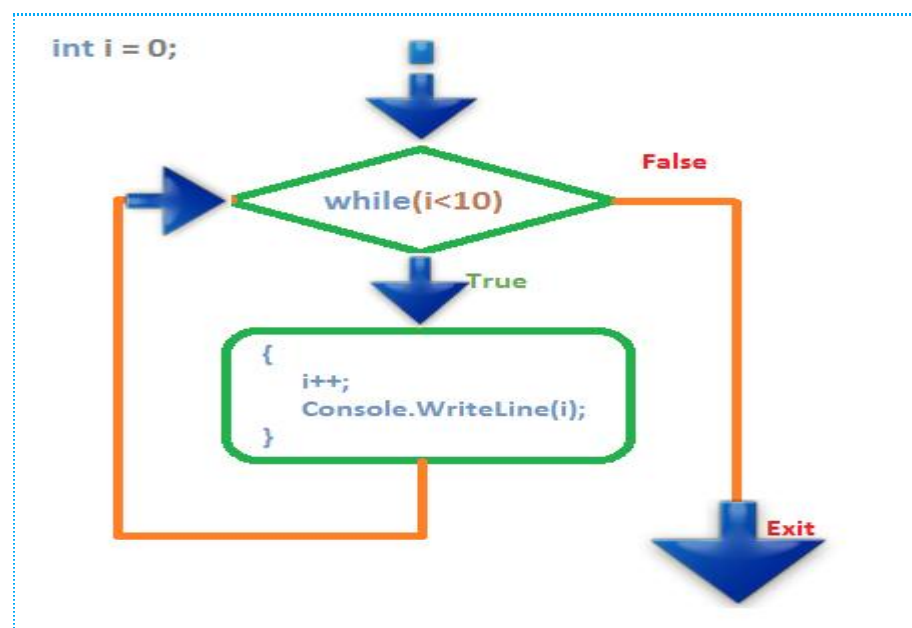 int i = 0;
False
while(i<10)
True
{
i++;
Console.WriteLine(i);
}
Exit